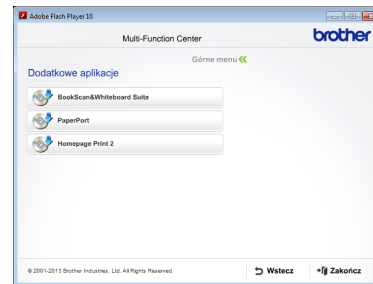 Adobe Flash Player 10
Multi-Function Center
brother
Górne menu
Dodatkowe aplikacje
BookScan&Whiteboard Suite
PaperPort
Homepage Print 2
© 2001-2013 Brother Industries, Ltd. All Rights Reserved.
Wstecz
Zakończ